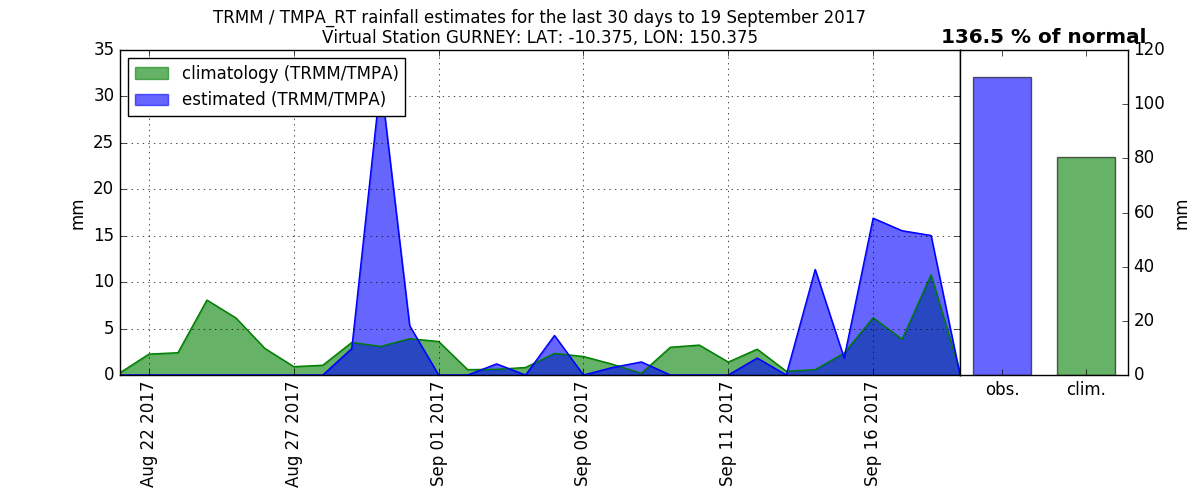 TRMM / TMPA_RT rainfall estimates for the last 30 days to 19 September 2017
Virtual Station GURNEY: LAT: -10.375, LON: 150.375
136.5 % of normal
climatology (TRMM/TMPA)
estimated (TRMM/TMPA)
35
30
25
20
15
10
5
0
mm
Aug 22 2017
Aug 27 2017
Sep 01 2017
Sep 06 2017
Sep 11 2017
Sep 16 2017
120
100
80
60
40
20
0
mm
obs.
clim.